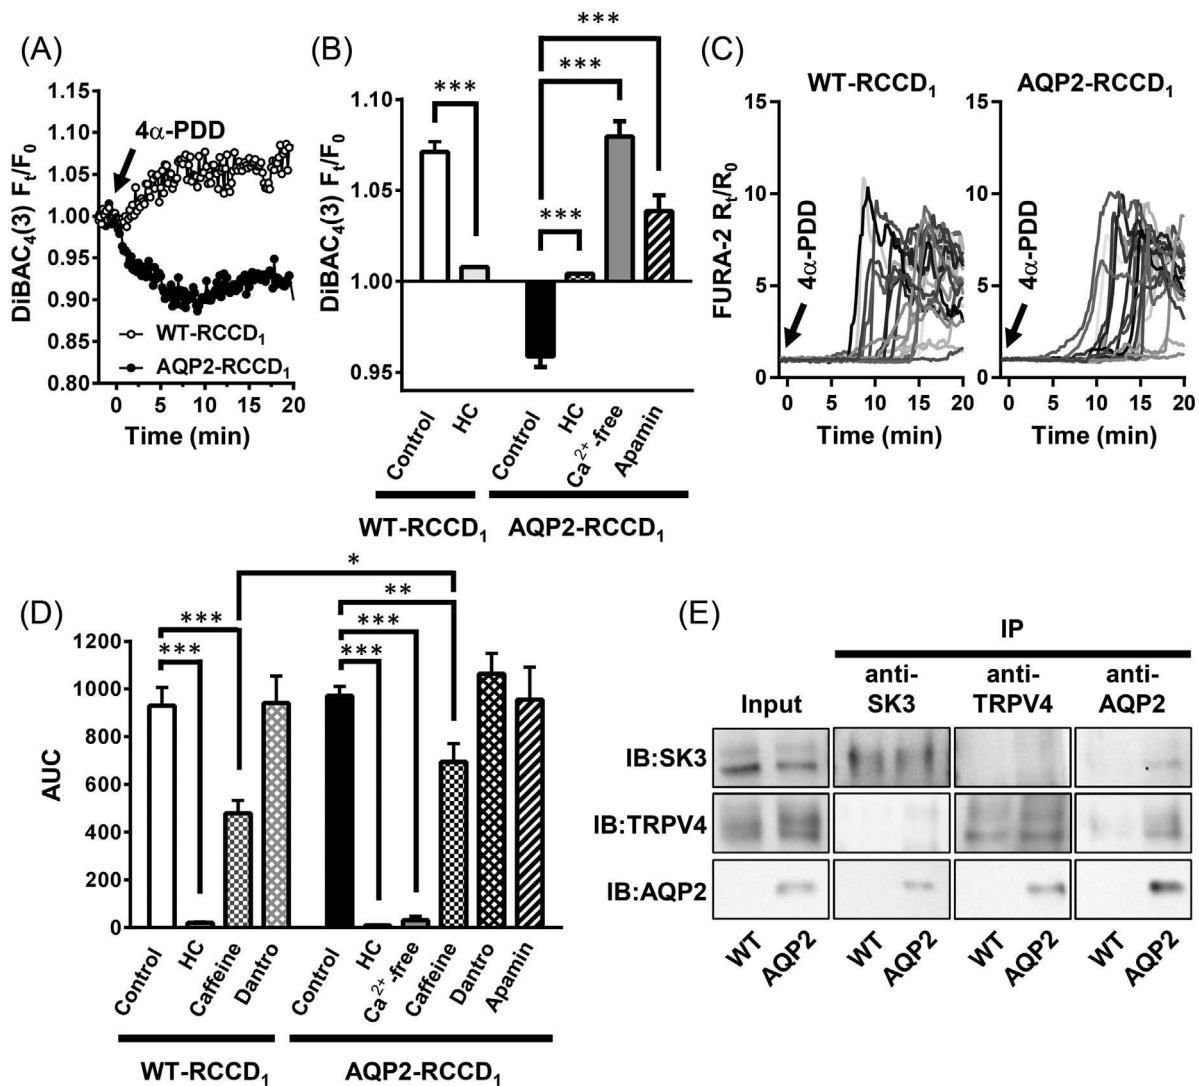 (A)
DiBAC₄(3) Fₜ/F₀
1.15
1.10
1.05
1.00
0.95
0.90
0.85
0.80
4α-PDD
WT-RCCD₁
AQP2-RCCD₁
0 5 10 15 20
Time (min)
(B)
DiBAC₄(3) Fₜ/F₀
1.10
1.05
1.00
0.95
***
***
***
***
***
Control
HC
Control
HC
Ca²⁺-free
Apamin
WT-RCCD₁ AQP2-RCCD₁
(C)
WT-RCCD₁ AQP2-RCCD₁
FURA-2 Rₜ/R₀
15
10
5
0
4α-PDD
0 5 10 15 20
Time (min)
15
10
5
0
4α-PDD
0 5 10 15 20
Time (min)
(D)
AUC
1200
1000
800
600
400
200
0
*
***
***
**
***
***
Control
HC
Caffeine
Dantro
Control
HC
Ca²⁺-free
Caffeine
Dantro
Apamin
WT-RCCD₁ AQP2-RCCD₁
(E)
IP
Input
anti-
SK3
anti-
TRPV4
anti-
AQP2
IB:SK3
IB:TRPV4
IB:AQP2
WT AQP2 WT AQP2 WT AQP2 WT AQP2